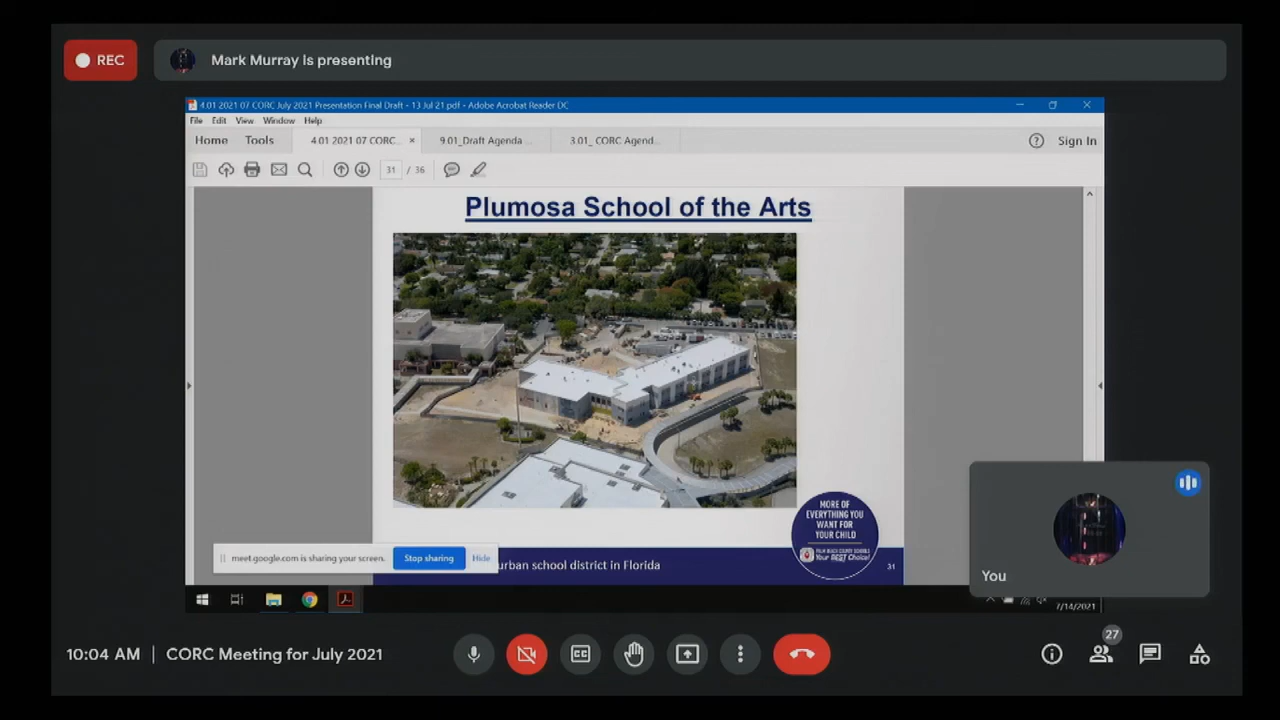 REC
Mark Murray is presenting
4.01 2021 07 CORC July 2021 Presentation Final Draft - 13 Jul 21.pdf - Adobe Acrobat Reader DC
File Edit View Window Help
Home Tools 4.01 2021 07 CORC... × 9.01_Draft Agenda ... 3.01_ CORC Agend... Sign In
31 / 36
Plumosa School of the Arts
MORE OF
EVERYTHING YOU
WANT FOR
YOUR CHILD
PALM BEACH COUNTY SCHOOLS
Your BEST Choice!
meet.google.com is sharing your screen. Stop sharing Hide
urban school district in Florida
31
You
7/14/2021
27
10:04 AM | CORC Meeting for July 2021